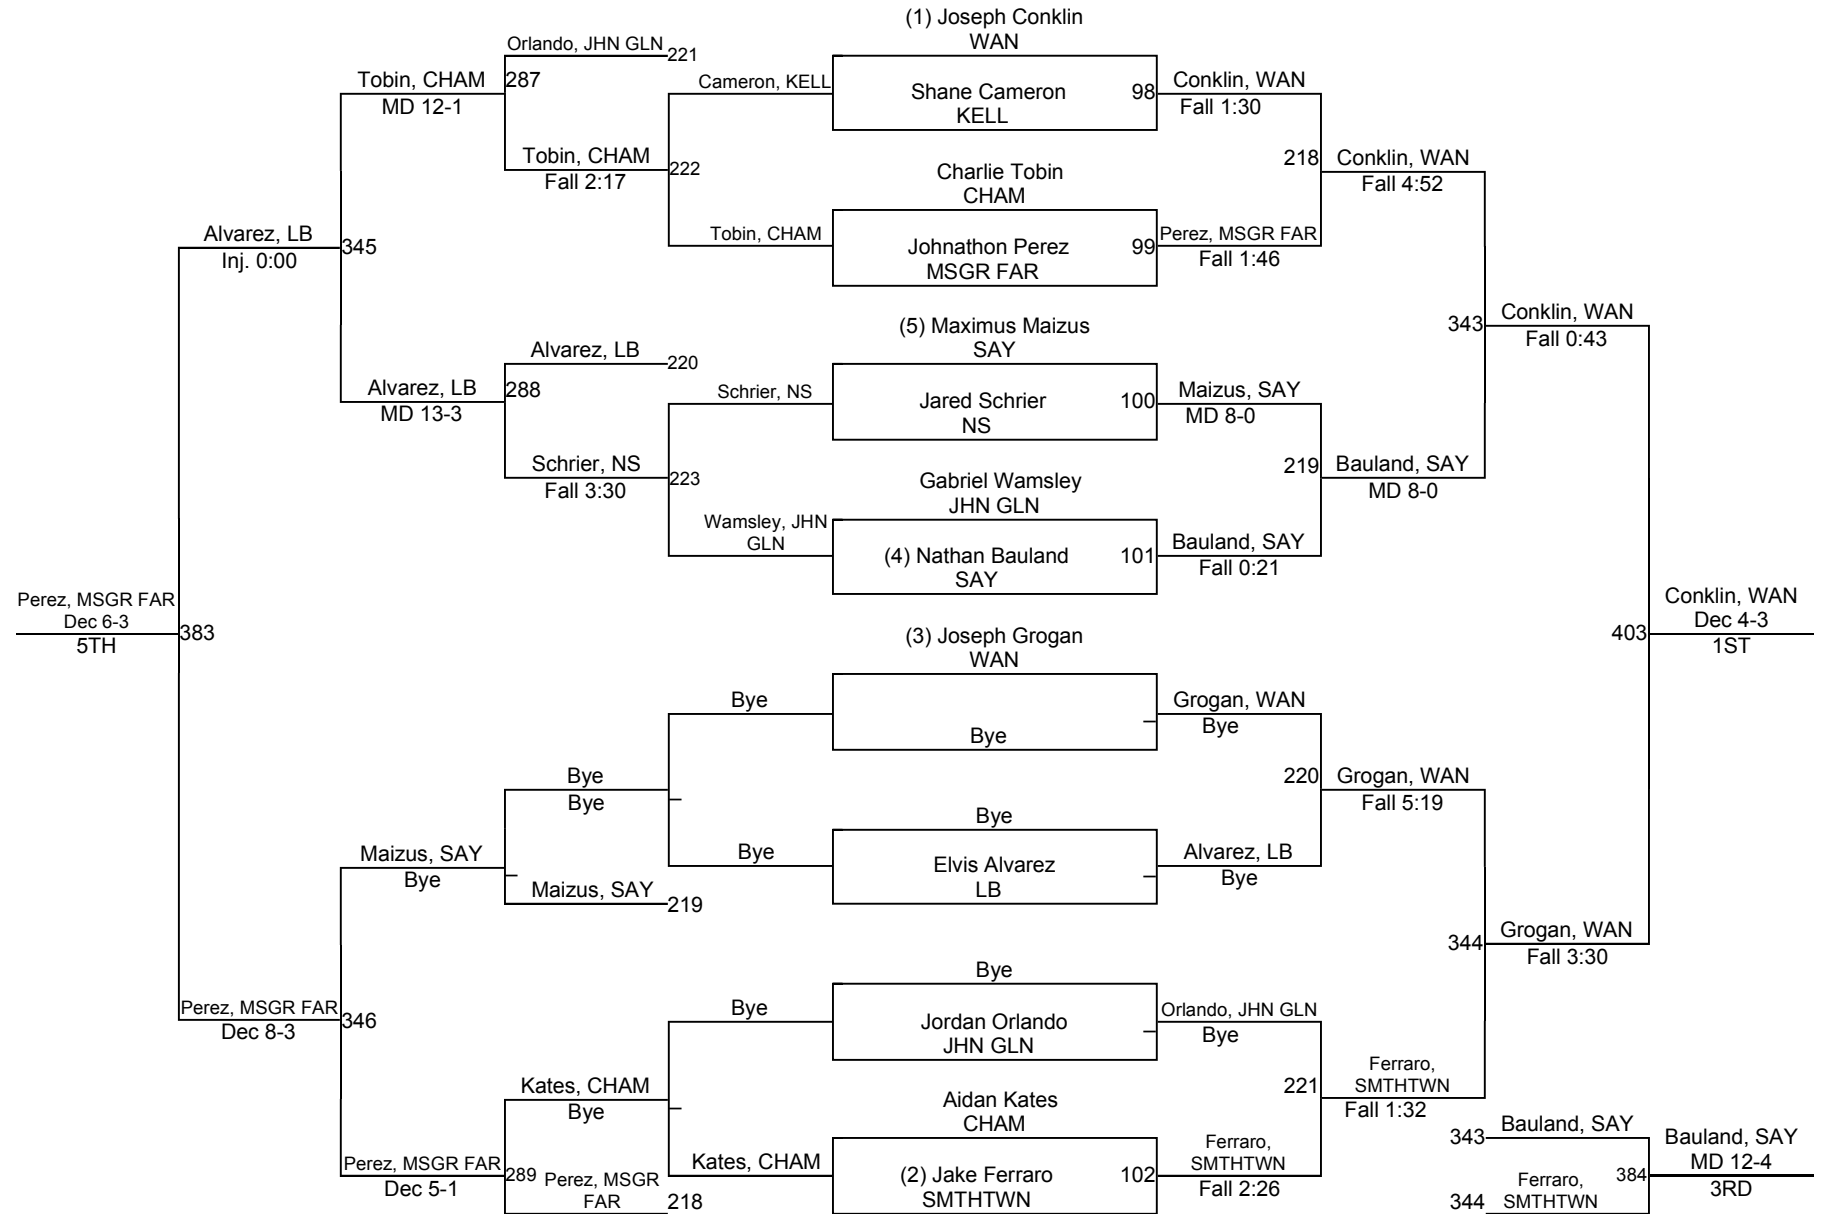 (1) Joseph Conklin
WAN
Orlando, JHN GLN
221
Tobin, CHAM
287
Cameron, KELL
Shane Cameron
98
Conklin, WAN
MD 12-1
KELL
Fall 1:30
Tobin, CHAM
222
Charlie Tobin
218
Conklin, WAN
Fall 2:17
CHAM
Fall 4:52
Alvarez, LB
345
Tobin, CHAM
Johnathon Perez
99
Perez, MSGR FAR
Inj. 0:00
MSGR FAR
Fall 1:46
(5) Maximus Maizus
343
Conklin, WAN
SAY
Fall 0:43
Alvarez, LB
220
Alvarez, LB
288
Schrier, NS
Jared Schrier
100
Maizus, SAY
MD 13-3
NS
MD 8-0
Schrier, NS
223
Gabriel Wamsley
219
Bauland, SAY
Fall 3:30
JHN GLN
MD 8-0
Wamsley, JHN
GLN
(4) Nathan Bauland
101
Bauland, SAY
SAY
Fall 0:21
Perez, MSGR FAR
Dec 6-3
383
5TH
(3) Joseph Grogan
WAN
403
Conklin, WAN
Dec 4-3
1ST
Bye
Bye
Grogan, WAN
Bye
Bye
Bye
220
Grogan, WAN
Fall 5:19
Maizus, SAY
Bye
Maizus, SAY
219
Bye
Bye
Elvis Alvarez
LB
Alvarez, LB
Bye
344
Grogan, WAN
Fall 3:30
Perez, MSGR FAR
346
Dec 8-3
Bye
Bye
Jordan Orlando
JHN GLN
Orlando, JHN GLN
Bye
Kates, CHAM
Bye
Aidan Kates
CHAM
221
Ferraro,
SMTHTWN
Fall 1:32
Perez, MSGR FAR
289
Dec 5-1
Perez, MSGR
FAR
218
Kates, CHAM
(2) Jake Ferraro
102
SMTHTWN
Ferraro,
SMTHTWN
Fall 2:26
343
Bauland, SAY
344
Ferraro,
SMTHTWN
384
Bauland, SAY
MD 12-4
3RD